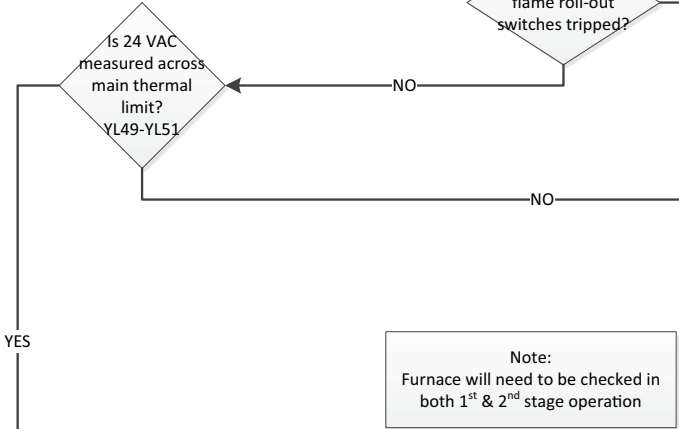 flame roll-out
switches tripped?
Is 24 VAC
measured across
main thermal
limit?
YL49-YL51
NO
NO
YES
Note:
Furnace will need to be checked in
both 1st & 2nd stage operation